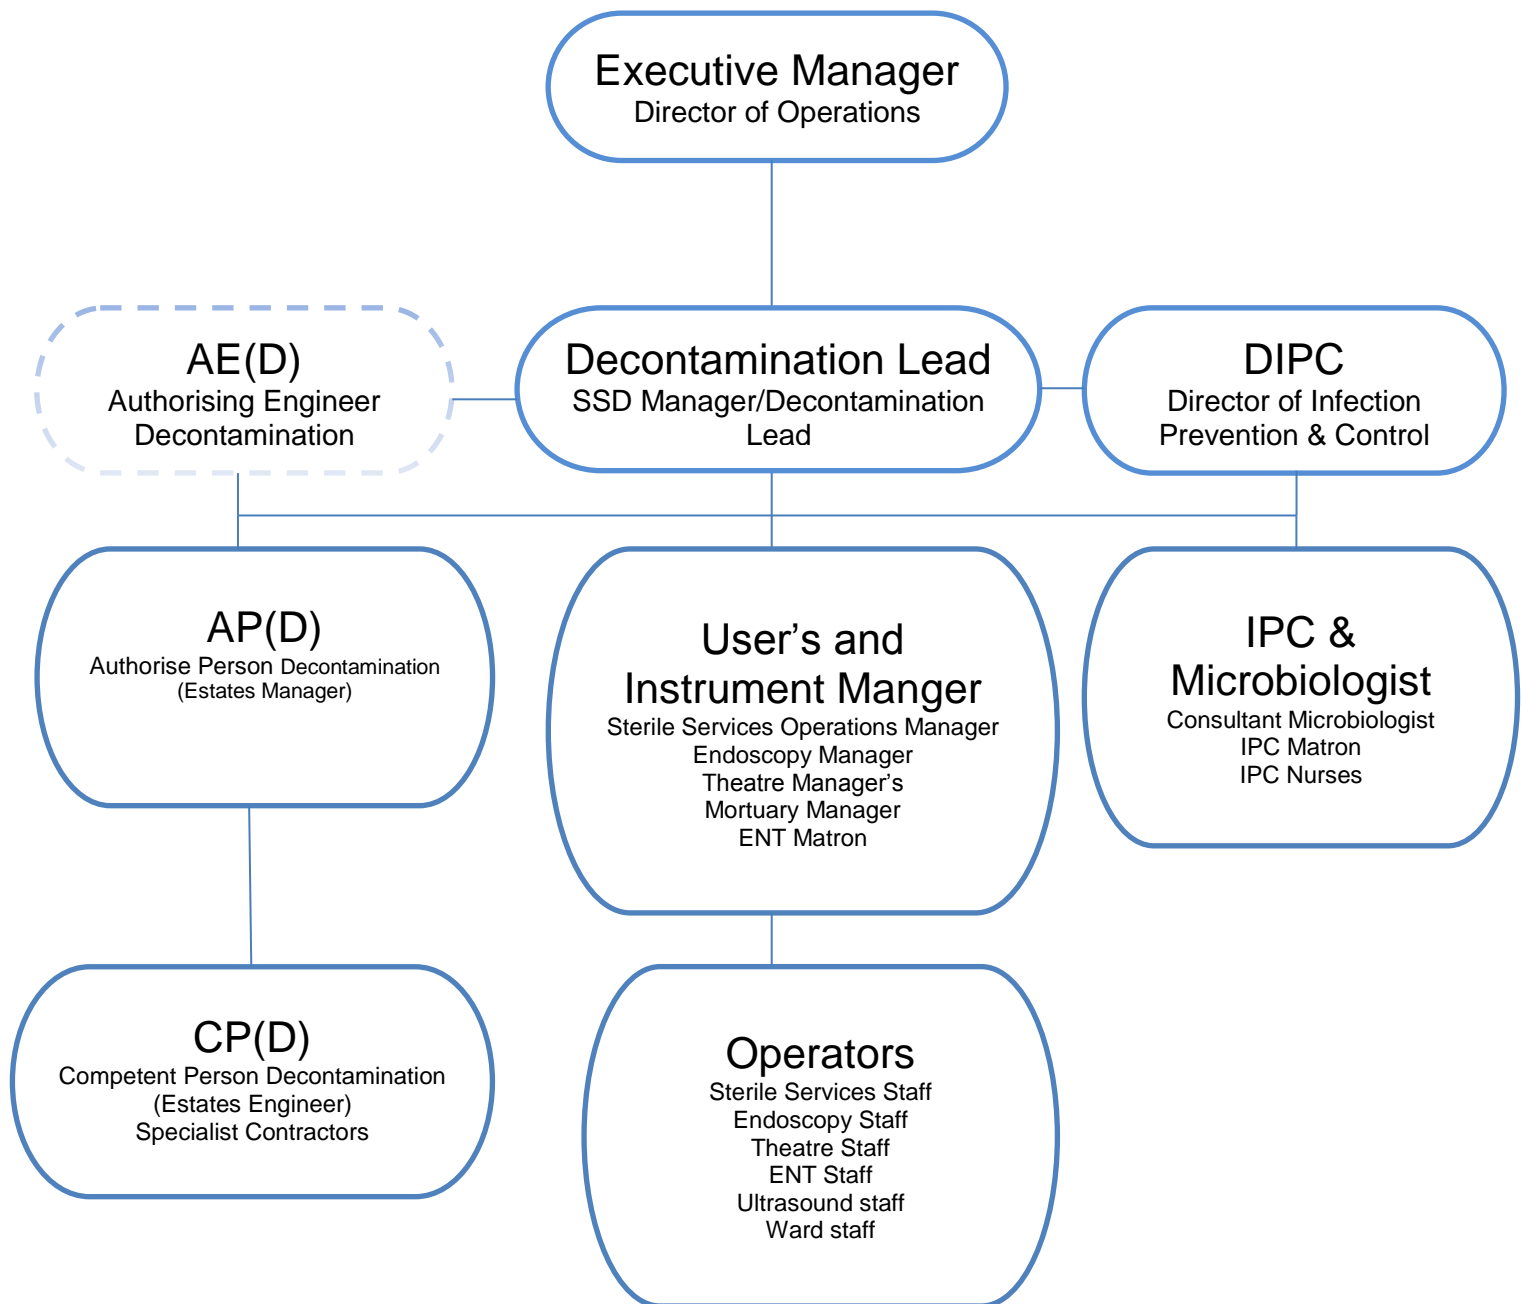 Executive Manager
Director of Operations
AE(D)
Authorising Engineer
Decontamination
Decontamination Lead
SSD Manager/Decontamination
Lead
DIPC
Director of Infection
Prevention & Control
AP(D)
Authorise Person Decontamination
(Estates Manager)
User’s and
Instrument Manger
Sterile Services Operations Manager
Endoscopy Manager
Theatre Manager’s
Mortuary Manager
ENT Matron
IPC &
Microbiologist
Consultant Microbiologist
IPC Matron
IPC Nurses
CP(D)
Competent Person Decontamination
(Estates Engineer)
Specialist Contractors
Operators
Sterile Services Staff
Endoscopy Staff
Theatre Staff
ENT Staff
Ultrasound staff
Ward staff